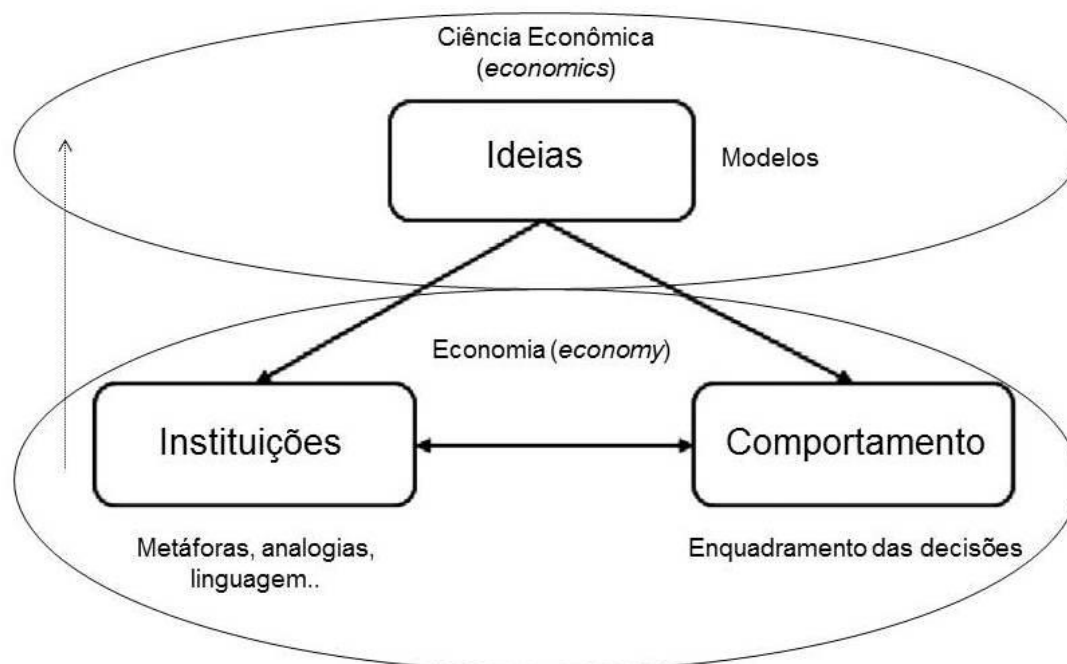 Ciência Econômica
(economics)
Ideias
Modelos
Economia (economy)
Instituições
Comportamento
Metáforas, analogias,
linguagem..
Enquadramento das decisões